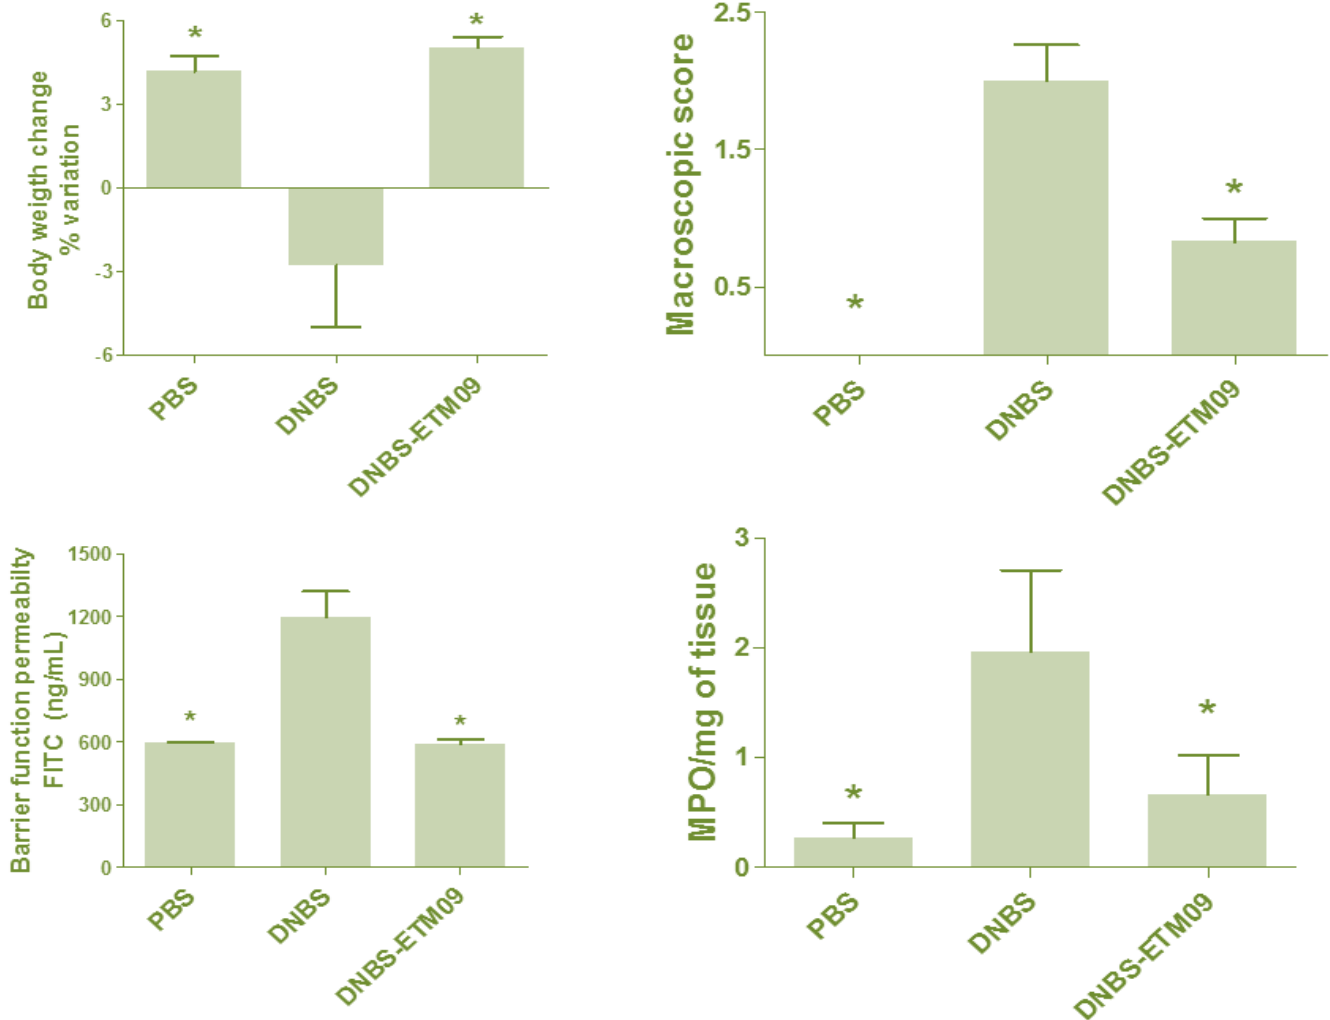 Body weigth change
% variation
6
3
0
-3
-6
*
*
PBS
DNBS
DNBS-ETM09
Macroscopic score
2.5
1.5
0.5
*
*
PBS
DNBS
DNBS-ETM09
Barrier function permeabilty
FITC (ng/mL)
1500
1200
900
600
300
0
*
*
PBS
DNBS
DNBS-ETM09
MPO/mg of tissue
3
2
1
0
*
*
PBS
DNBS
DNBS-ETM09